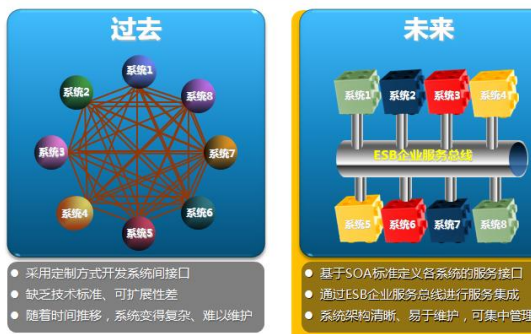 过去
系统1
系统2
系统8
系统3
系统7
系统4
系统6
系统5
采用定制方式开发系统间接口
缺乏技术标准、可扩展性差
随着时间推移，系统变得复杂、难以维护
未来
系统1
系统2
系统3
系统4
ESB企业服务总线
系统5
系统6
系统7
系统8
基于SOA标准定义各系统的服务接口
通过ESB企业服务总线进行服务集成
系统架构清晰、易于维护，可集中管理